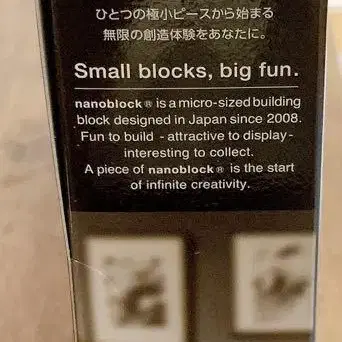 ひとつの極小ピースから始まる
無限の創造体験をあなたに。
Small blocks, big fun.
nanoblock® is a micro-sized building
block designed in Japan since 2008.
Fun to build - attractive to display -
interesting to collect.
A piece of nanoblock® is the start
of infinite creativity.